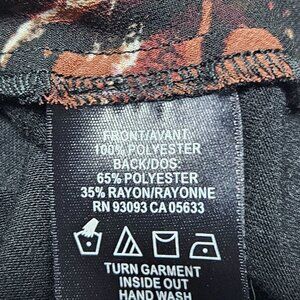 FRONT/AVANT:
100% POLYESTER
BACK/DOS:
65% POLYESTER
35% RAYON/RAYONNE
RN 93093 CA 05633
TURN GARMENT
INSIDE OUT
HAND WASH